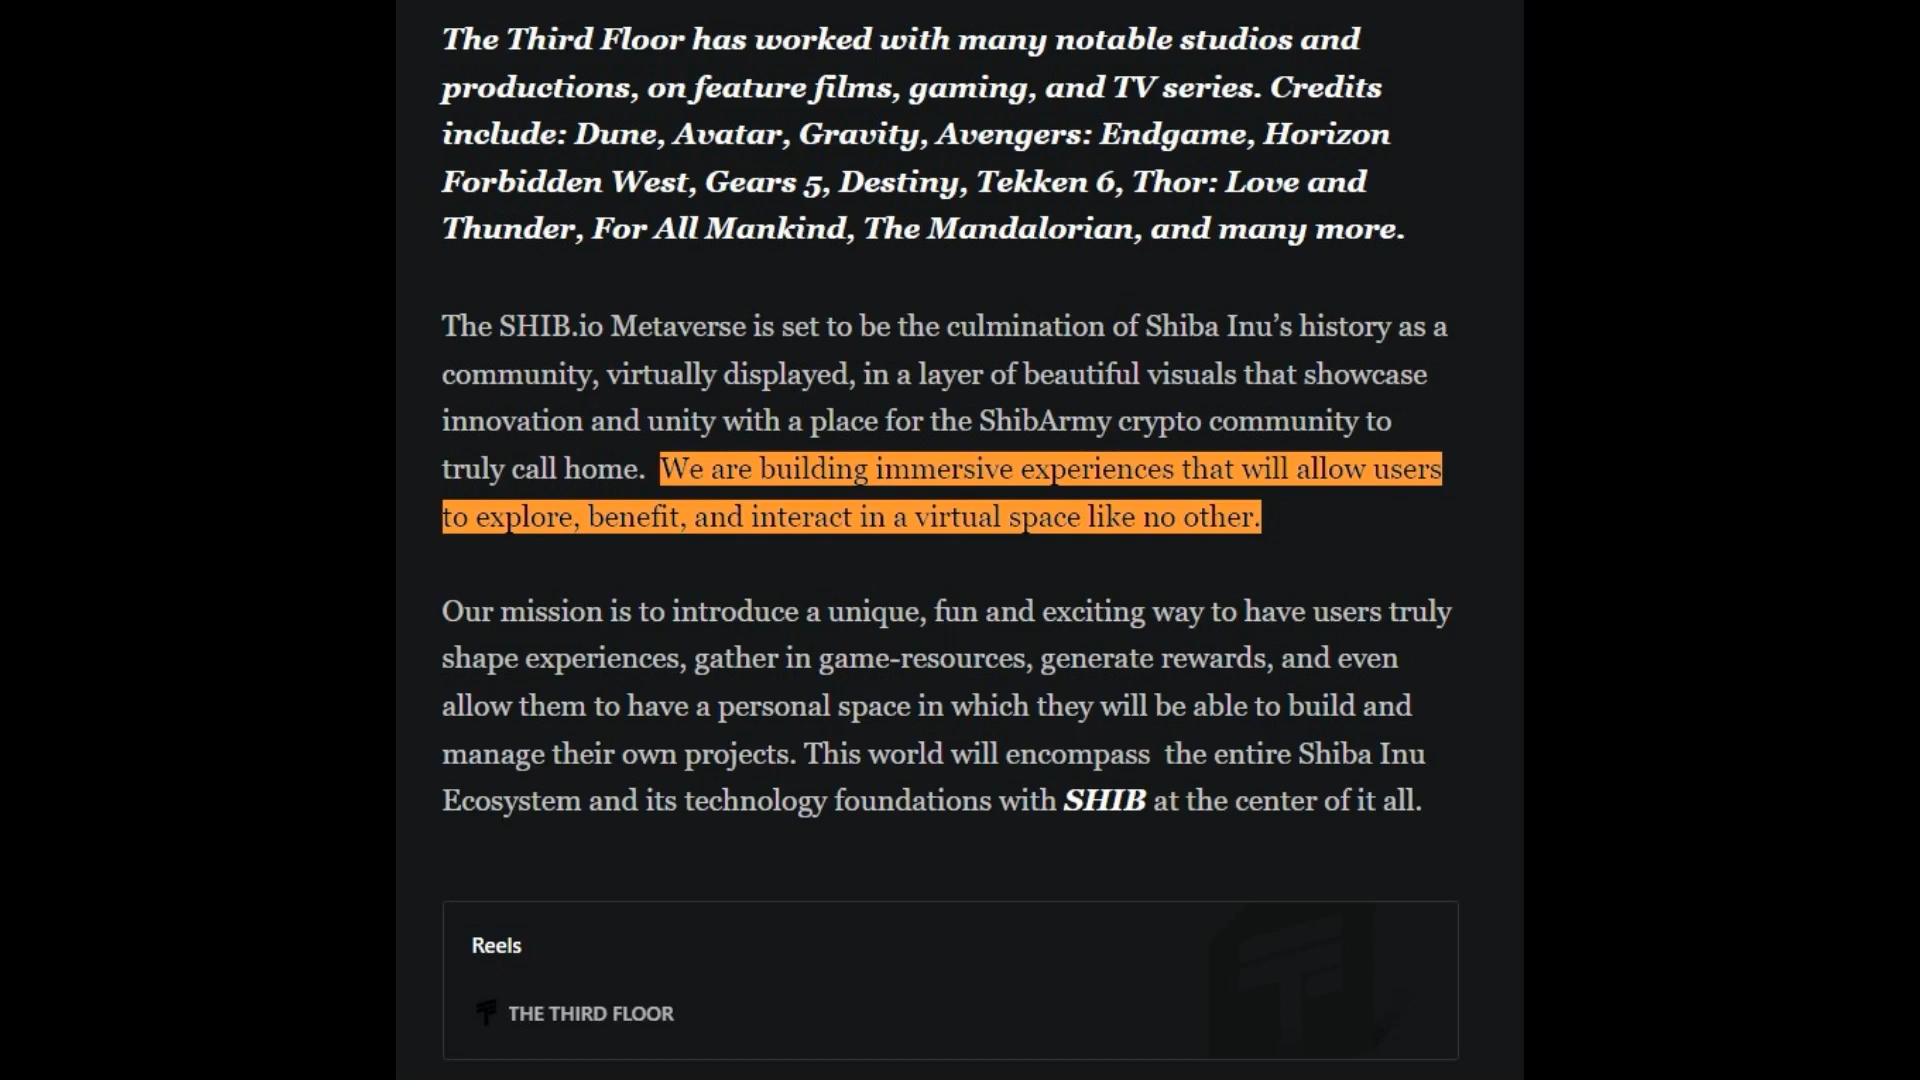 The Third Floor has worked with many notable studios and
productions, on feature films, gaming, and TV series. Credits
include: Dune, Avatar, Gravity, Avengers: Endgame, Horizon
Forbidden West, Gears 5, Destiny, Tekken 6, Thor: Love and
Thunder, For All Mankind, The Mandalorian, and many more.
The SHIB.io Metaverse is set to be the culmination of Shiba Inu’s history as a
community, virtually displayed, in a layer of beautiful visuals that showcase
innovation and unity with a place for the ShibArmy crypto community to
truly call home.  We are building immersive experiences that will allow users
to explore, benefit, and interact in a virtual space like no other.
Our mission is to introduce a unique, fun and exciting way to have users truly
shape experiences, gather in game-resources, generate rewards, and even
allow them to have a personal space in which they will be able to build and
manage their own projects. This world will encompass  the entire Shiba Inu
Ecosystem and its technology foundations with SHIB at the center of it all.
Reels
THE THIRD FLOOR